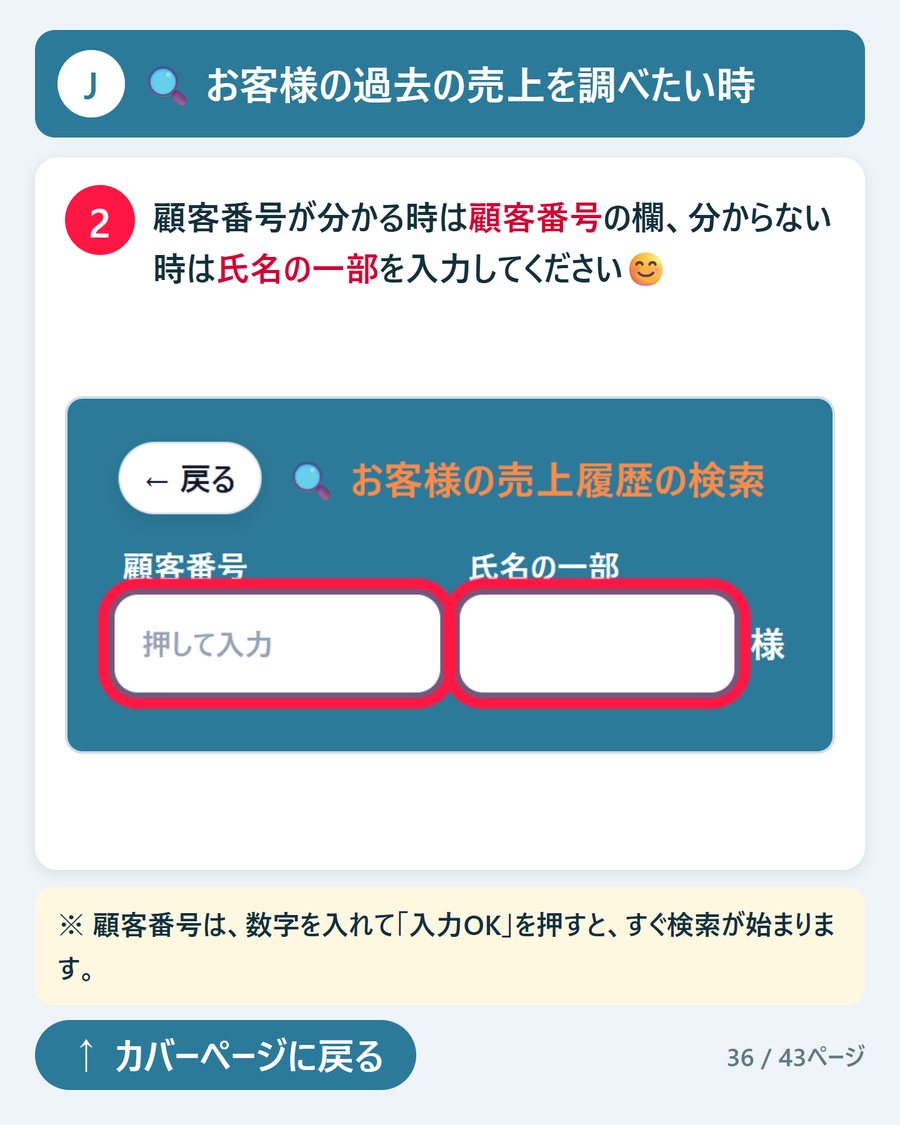 J 🔍 お客様の過去の売上を調べたい時
2 顧客番号が分かる時は顧客番号の欄、分からない
時は氏名の一部を入力してください😊
← 戻る 🔍 お客様の売上履歴の検索
顧客番号 氏名の一部
押して入力 様
※ 顧客番号は、数字を入れて「入力OK」を押すと、すぐ検索が始まりま
す。
↑ カバーページに戻る 36 / 43ページ